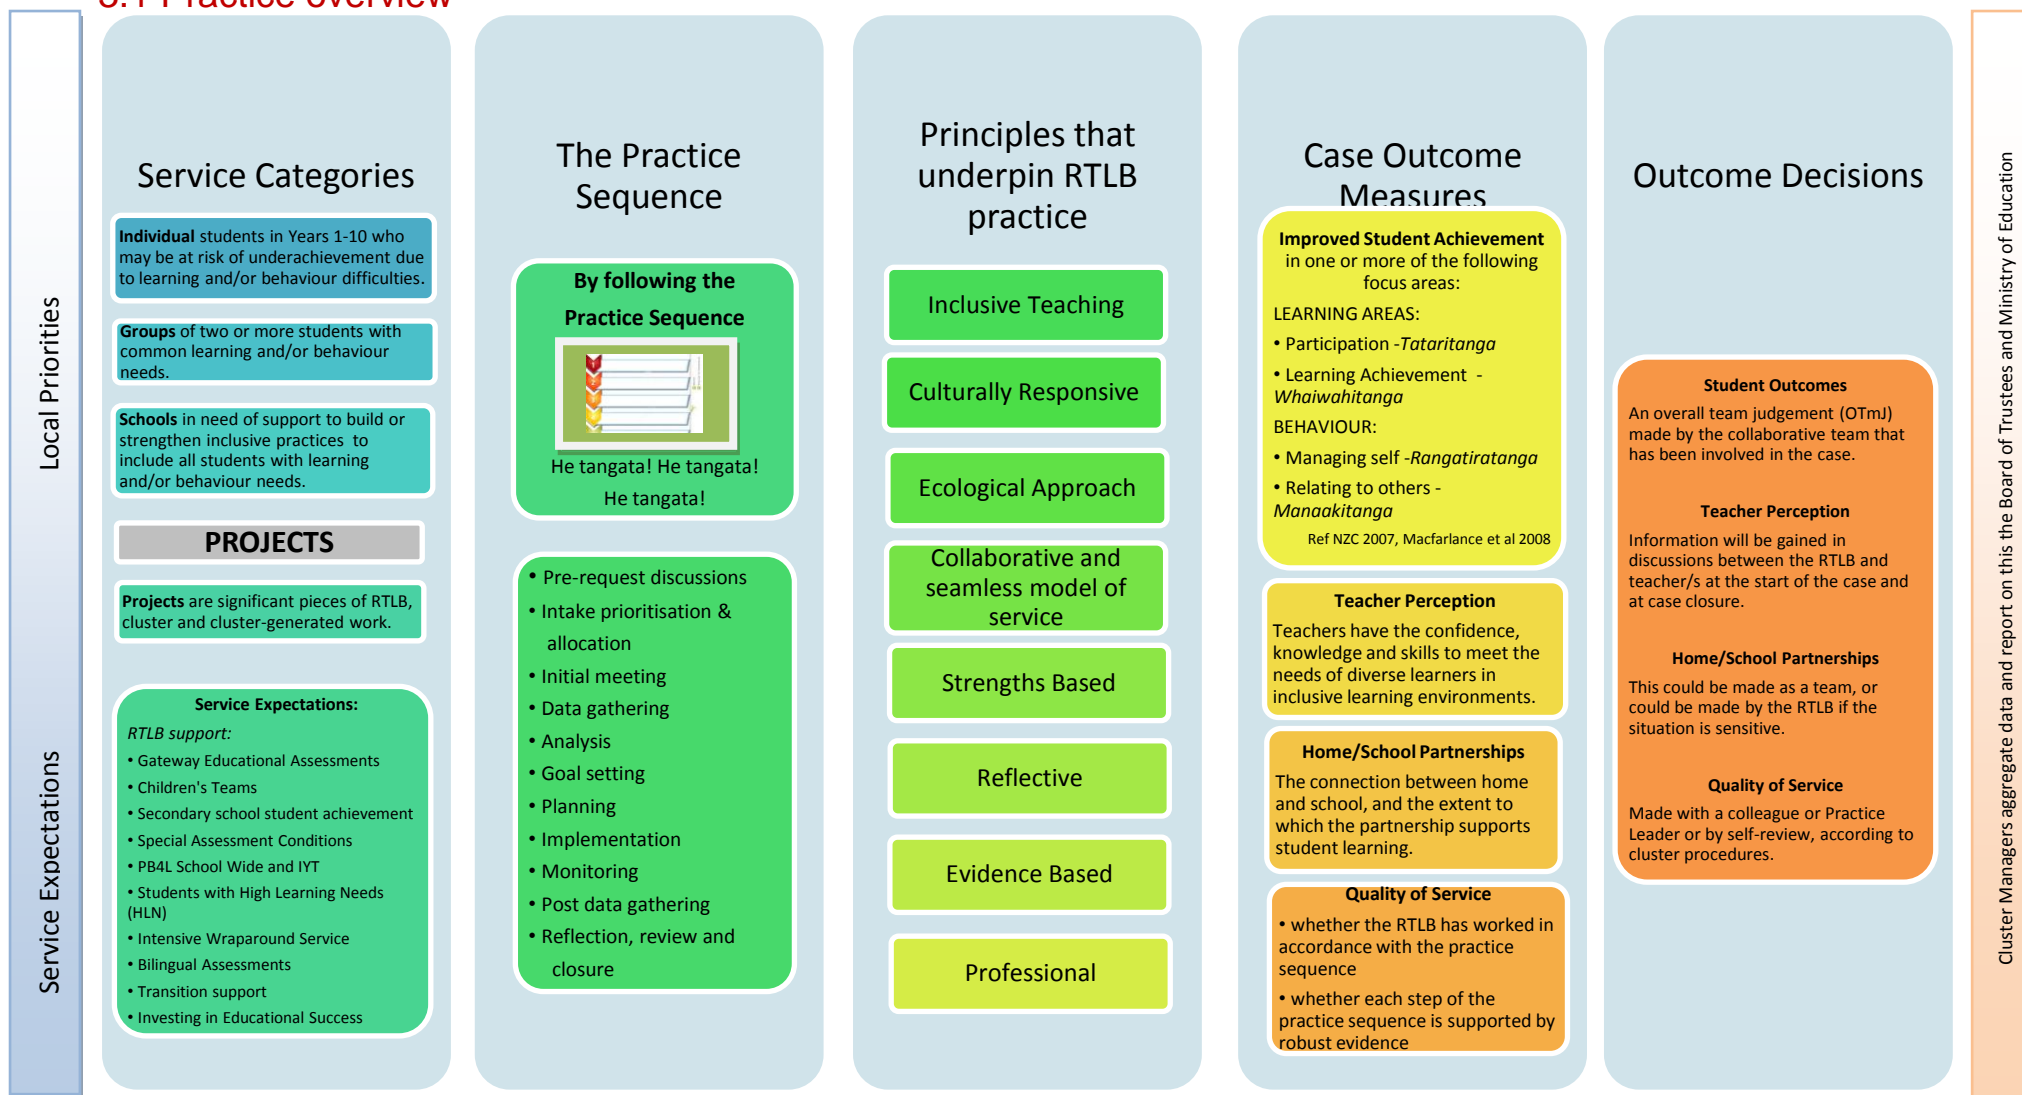 Practice overview
Local Priorities
Service Expectations
Service Categories
Individual students in Years 1-10 who
may be at risk of underachievement due
to learning and/or behaviour difficulties.
Groups of two or more students with
common learning and/or behaviour
needs.
Schools in need of support to build or
strengthen inclusive practices to
include all students with learning
and/or behaviour needs.
PROJECTS
Projects are significant pieces of RTLB,
cluster and cluster-generated work.
Service Expectations:
RTLB support:
• Gateway Educational Assessments
• Children's Teams
• Secondary school student achievement
• Special Assessment Conditions
• PB4L School Wide and IYT
• Students with High Learning Needs
(HLN)
• Intensive Wraparound Service
• Bilingual Assessments
• Transition support
• Investing in Educational Success
The Practice
Sequence
By following the
Practice Sequence
1
2
3
4
He tangata! He tangata!
He tangata!
• Pre-request discussions
• Intake prioritisation &
allocation
• Initial meeting
• Data gathering
• Analysis
• Goal setting
• Planning
• Implementation
• Monitoring
• Post data gathering
• Reflection, review and
closure
Principles that
underpin RTLB
practice
Inclusive Teaching
Culturally Responsive
Ecological Approach
Collaborative and
seamless model of
service
Strengths Based
Reflective
Evidence Based
Professional
Case Outcome
Measures
Improved Student Achievement
in one or more of the following
focus areas:
LEARNING AREAS:
• Participation -Tataritanga
• Learning Achievement -
Whaiwahitanga
BEHAVIOUR:
• Managing self -Rangatiratanga
• Relating to others -
Manaakitanga
Ref NZC 2007, Macfarlance et al 2008
Teacher Perception
Teachers have the confidence,
knowledge and skills to meet the
needs of diverse learners in
inclusive learning environments.
Home/School Partnerships
The connection between home
and school, and the extent to
which the partnership supports
student learning.
Quality of Service
• whether the RTLB has worked in
accordance with the practice
sequence
• whether each step of the
practice sequence is supported by
robust evidence
Outcome Decisions
Student Outcomes
An overall team judgement (OTmJ)
made by the collaborative team that
has been involved in the case.
Teacher Perception
Information will be gained in
discussions between the RTLB and
teacher/s at the start of the case and
at case closure.
Home/School Partnerships
This could be made as a team, or
could be made by the RTLB if the
situation is sensitive.
Quality of Service
Made with a colleague or Practice
Leader or by self-review, according to
cluster procedures.
Cluster Managers aggregate data and report on this the Board of Trustees and Ministry of Education